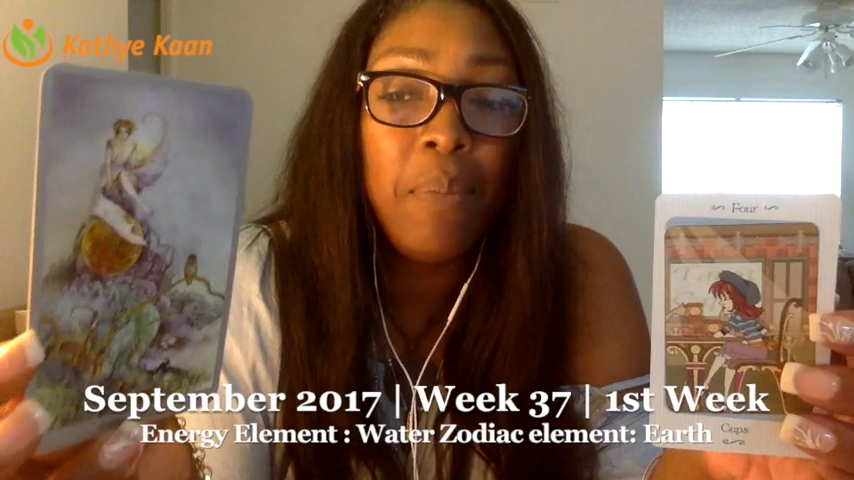 Kathye Kaan
Four
Cups
September 2017 | Week 37 | 1st Week
Energy Element : Water Zodiac element: Earth